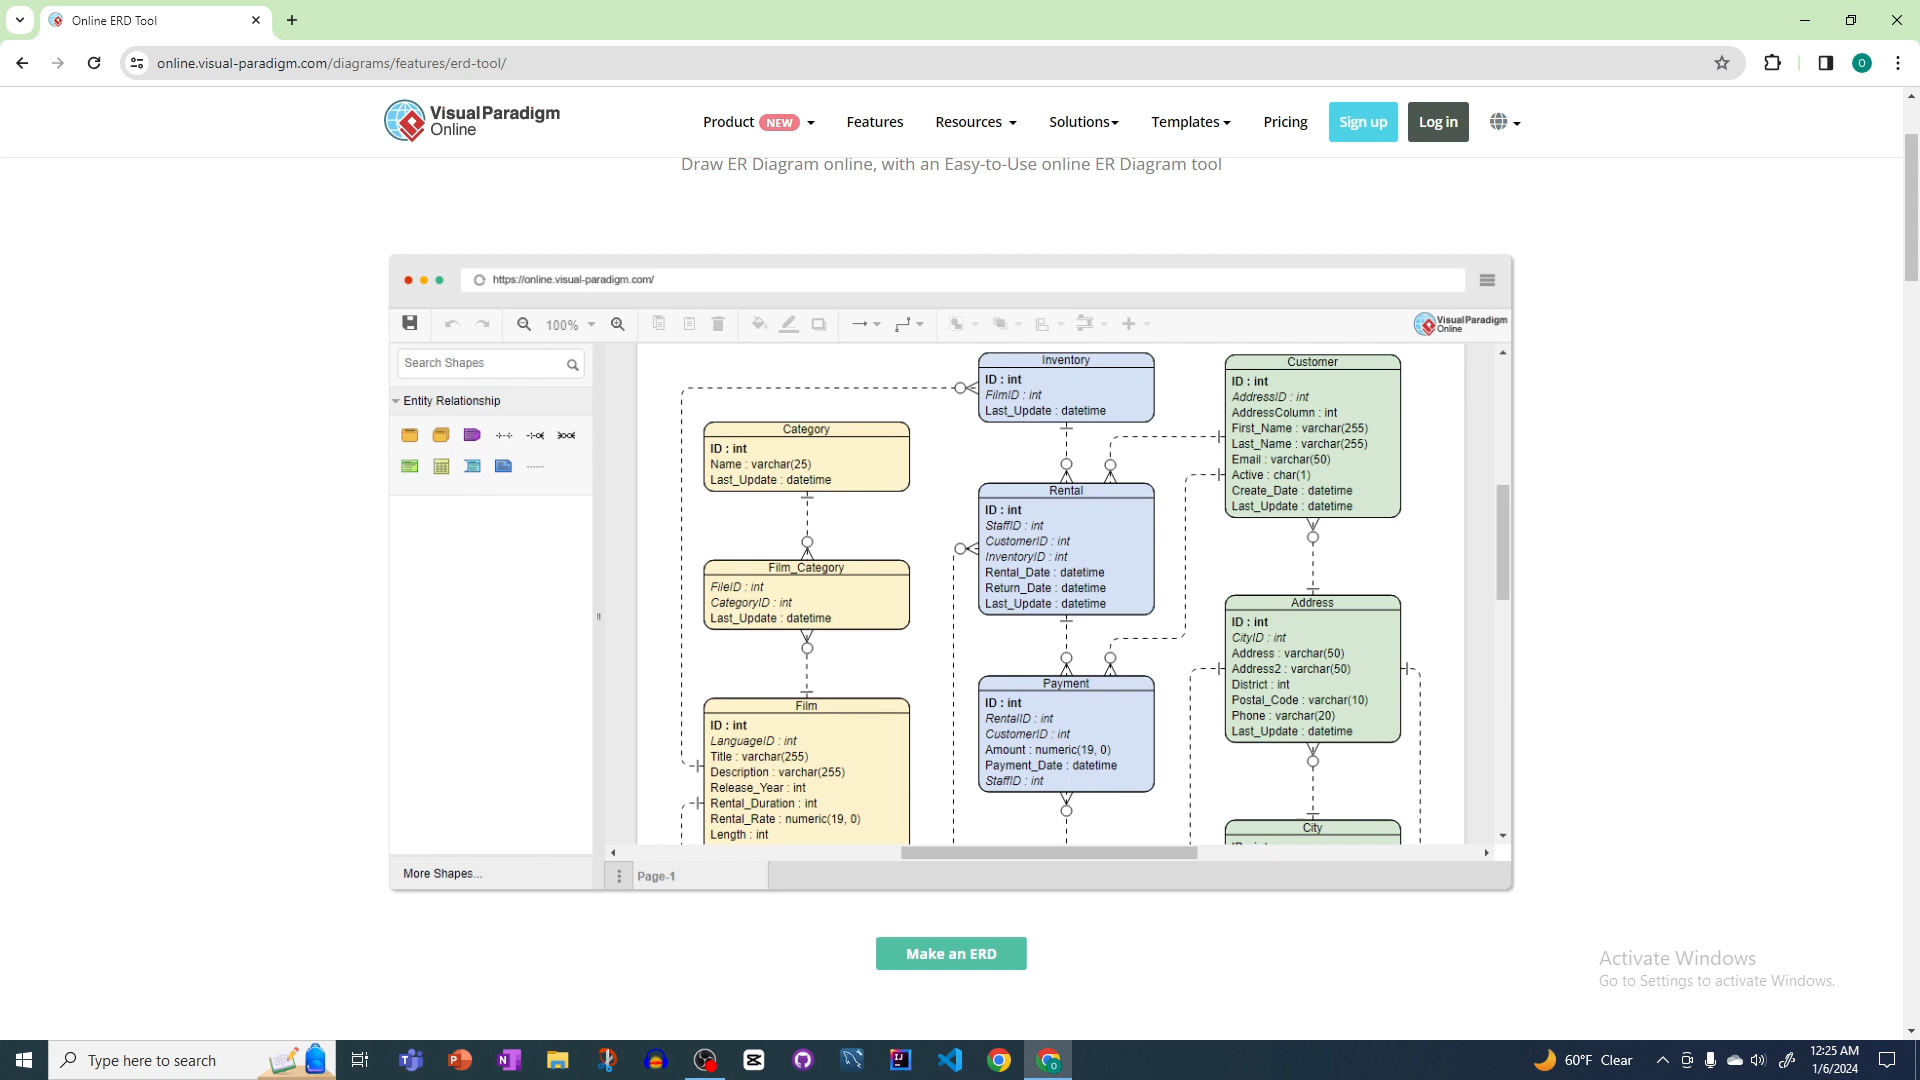 Online ERD Tool
online.visual-paradigm.com/diagrams/features/erd-tool/
O
Visual Paradigm
Online
Product NEW
Features
Resources
Solutions
Templates
Pricing
Sign up
Log in
Draw ER Diagram online, with an Easy-to-Use online ER Diagram tool
https://online.visual-paradigm.com/
100%
Visual Paradigm
Online
Search Shapes
Entity Relationship
More Shapes...
Category
ID : int
Name : varchar(25)
Last_Update : datetime
Film_Category
FileID : int
CategoryID : int
Last_Update : datetime
Film
ID : int
LanguageID : int
Title : varchar(255)
Description : varchar(255)
Release_Year : int
Rental_Duration : int
Rental_Rate : numeric(19, 0)
Length : int
Inventory
ID : int
FilmID : int
Last_Update : datetime
Rental
ID : int
StaffID : int
CustomerID : int
InventoryID : int
Rental_Date : datetime
Return_Date : datetime
Last_Update : datetime
Payment
ID : int
RentalID : int
CustomerID : int
Amount : numeric(19, 0)
Payment_Date : datetime
StaffID : int
Customer
ID : int
AddressID : int
AddressColumn : int
First_Name : varchar(255)
Last_Name : varchar(255)
Email : varchar(50)
Active : char(1)
Create_Date : datetime
Last_Update : datetime
Address
ID : int
CityID : int
Address : varchar(50)
Address2 : varchar(50)
District : int
Postal_Code : varchar(10)
Phone : varchar(20)
Last_Update : datetime
City
Page-1
Make an ERD
Activate Windows
Go to Settings to activate Windows.
Type here to search
60°F Clear
12:25 AM
1/6/2024